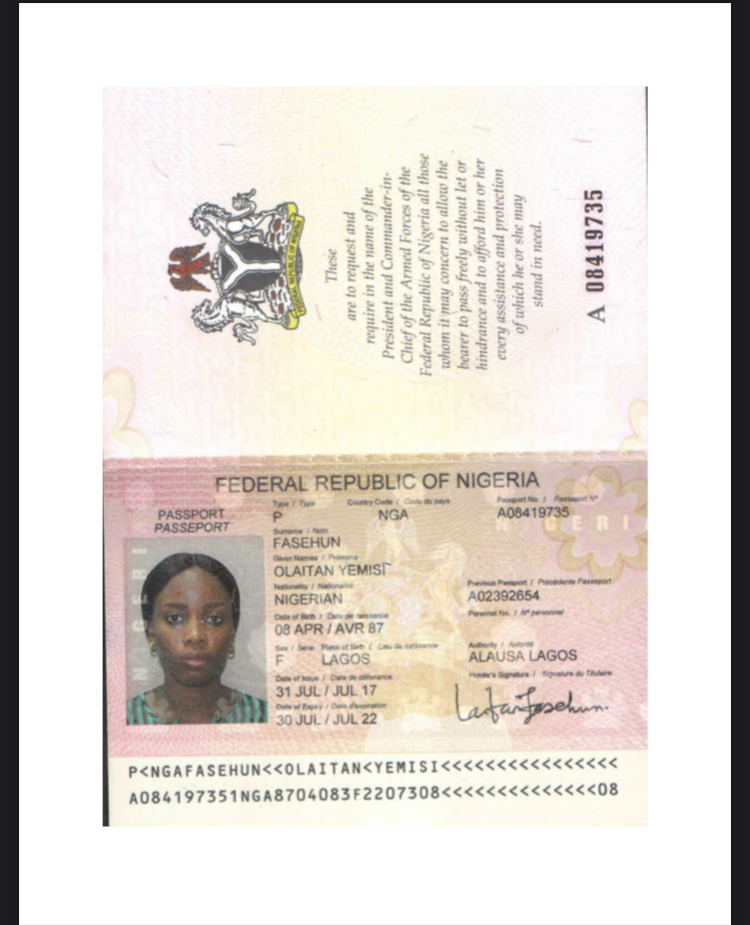 FEDERAL REPUBLIC OF NIGERIA
These
are to request and
require in the name of the
President and Commander-in-
Chief of the Armed Forces of the
Federal Republic of Nigeria all those
whom it may concern to allow the
bearer to pass freely without let or
hindrance and to afford him or her
every assistance and protection
of which he or she may
stand in need.
A 08419735
FEDERAL REPUBLIC OF NIGERIA
PASSPORT
PASSEPORT
Type / Type
P
Country Code / Code du pays
NGA
Passport No. / Passeport Nº
A08419735
Surname / Nom
FASEHUN
Given Names / Prénoms
OLAITAN YEMISI
Nationality / Nationalité
NIGERIAN
Previous Passport / Précédente Passeport
A02392654
Date of Birth / Date de naissance
08 APR / AVR 87
Personal No. / Nº personnel
Sex / Sexe
F
Place of Birth / Lieu de naissance
LAGOS
Authority / Autorité
ALAUSA LAGOS
Date of Issue / Date de délivrance
31 JUL / JUL 17
Holder's Signature / Signature du Titulaire
Date of Expiry / Date d'expiration
30 JUL / JUL 22
P<NGAFASEHUN<<OLAITAN<YEMISI<<<<<<<<<<<<<<<<
A084197351NGA8704083F2207308<<<<<<<<<<<<<<08